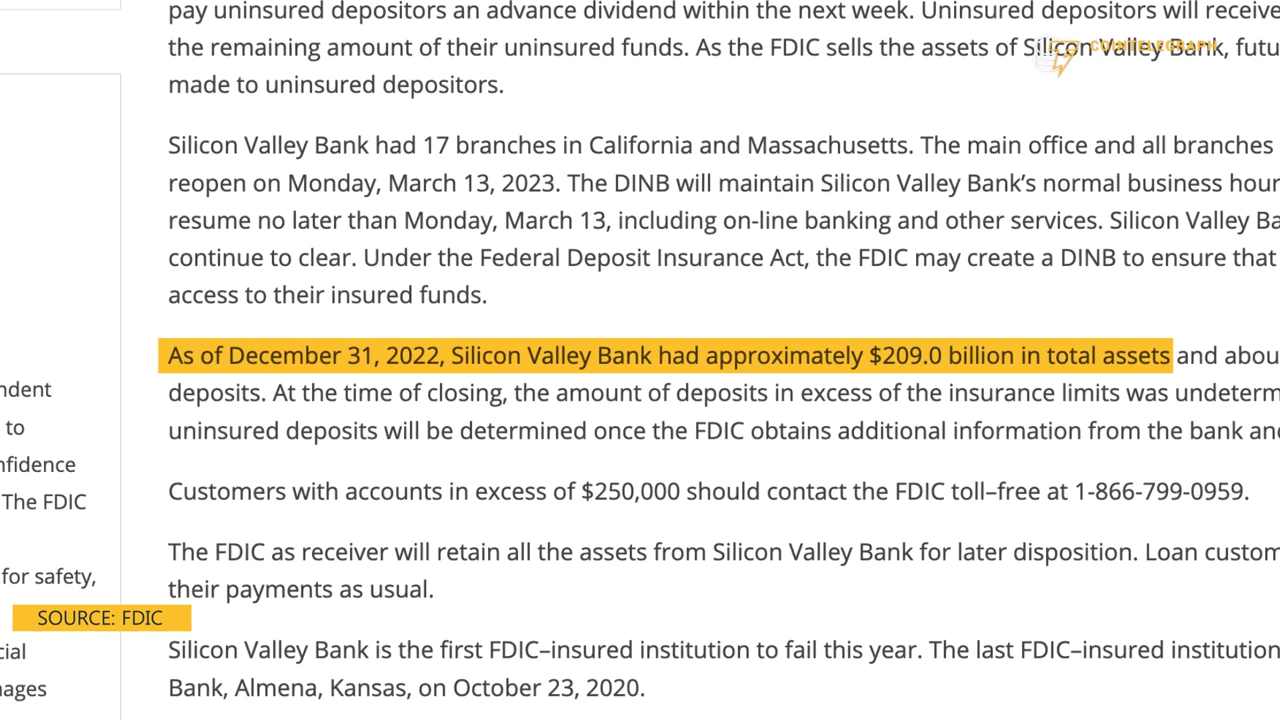 pay uninsured depositors an advance dividend within the next week. Uninsured depositors will receive
the remaining amount of their uninsured funds. As the FDIC sells the assets of Silicon Valley Bank, futu
COINTELEGRAPH
made to uninsured depositors.
Silicon Valley Bank had 17 branches in California and Massachusetts. The main office and all branches
reopen on Monday, March 13, 2023. The DINB will maintain Silicon Valley Bank’s normal business hour
resume no later than Monday, March 13, including on-line banking and other services. Silicon Valley Ba
continue to clear. Under the Federal Deposit Insurance Act, the FDIC may create a DINB to ensure that
access to their insured funds.
As of December 31, 2022, Silicon Valley Bank had approximately $209.0 billion in total assets and abou
deposits. At the time of closing, the amount of deposits in excess of the insurance limits was undeterm
uninsured deposits will be determined once the FDIC obtains additional information from the bank and
Customers with accounts in excess of $250,000 should contact the FDIC toll–free at 1-866-799-0959.
The FDIC as receiver will retain all the assets from Silicon Valley Bank for later disposition. Loan custom
their payments as usual.
Silicon Valley Bank is the first FDIC–insured institution to fail this year. The last FDIC–insured institution
Bank, Almena, Kansas, on October 23, 2020.
ndent
to
nfidence
The FDIC
for safety,
SOURCE: FDIC
cial
nages